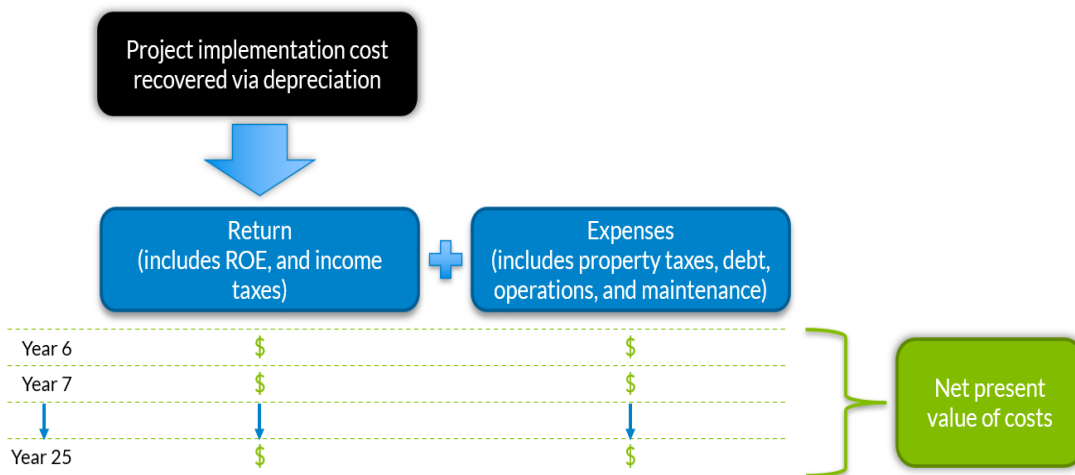 Project implementation cost
recovered via depreciation
Return
(includes ROE, and income
taxes)
Expenses
(includes property taxes, debt,
operations, and maintenance)
Year 6 $ $
Year 7 $ $
Year 25 $ $
Net present
value of costs